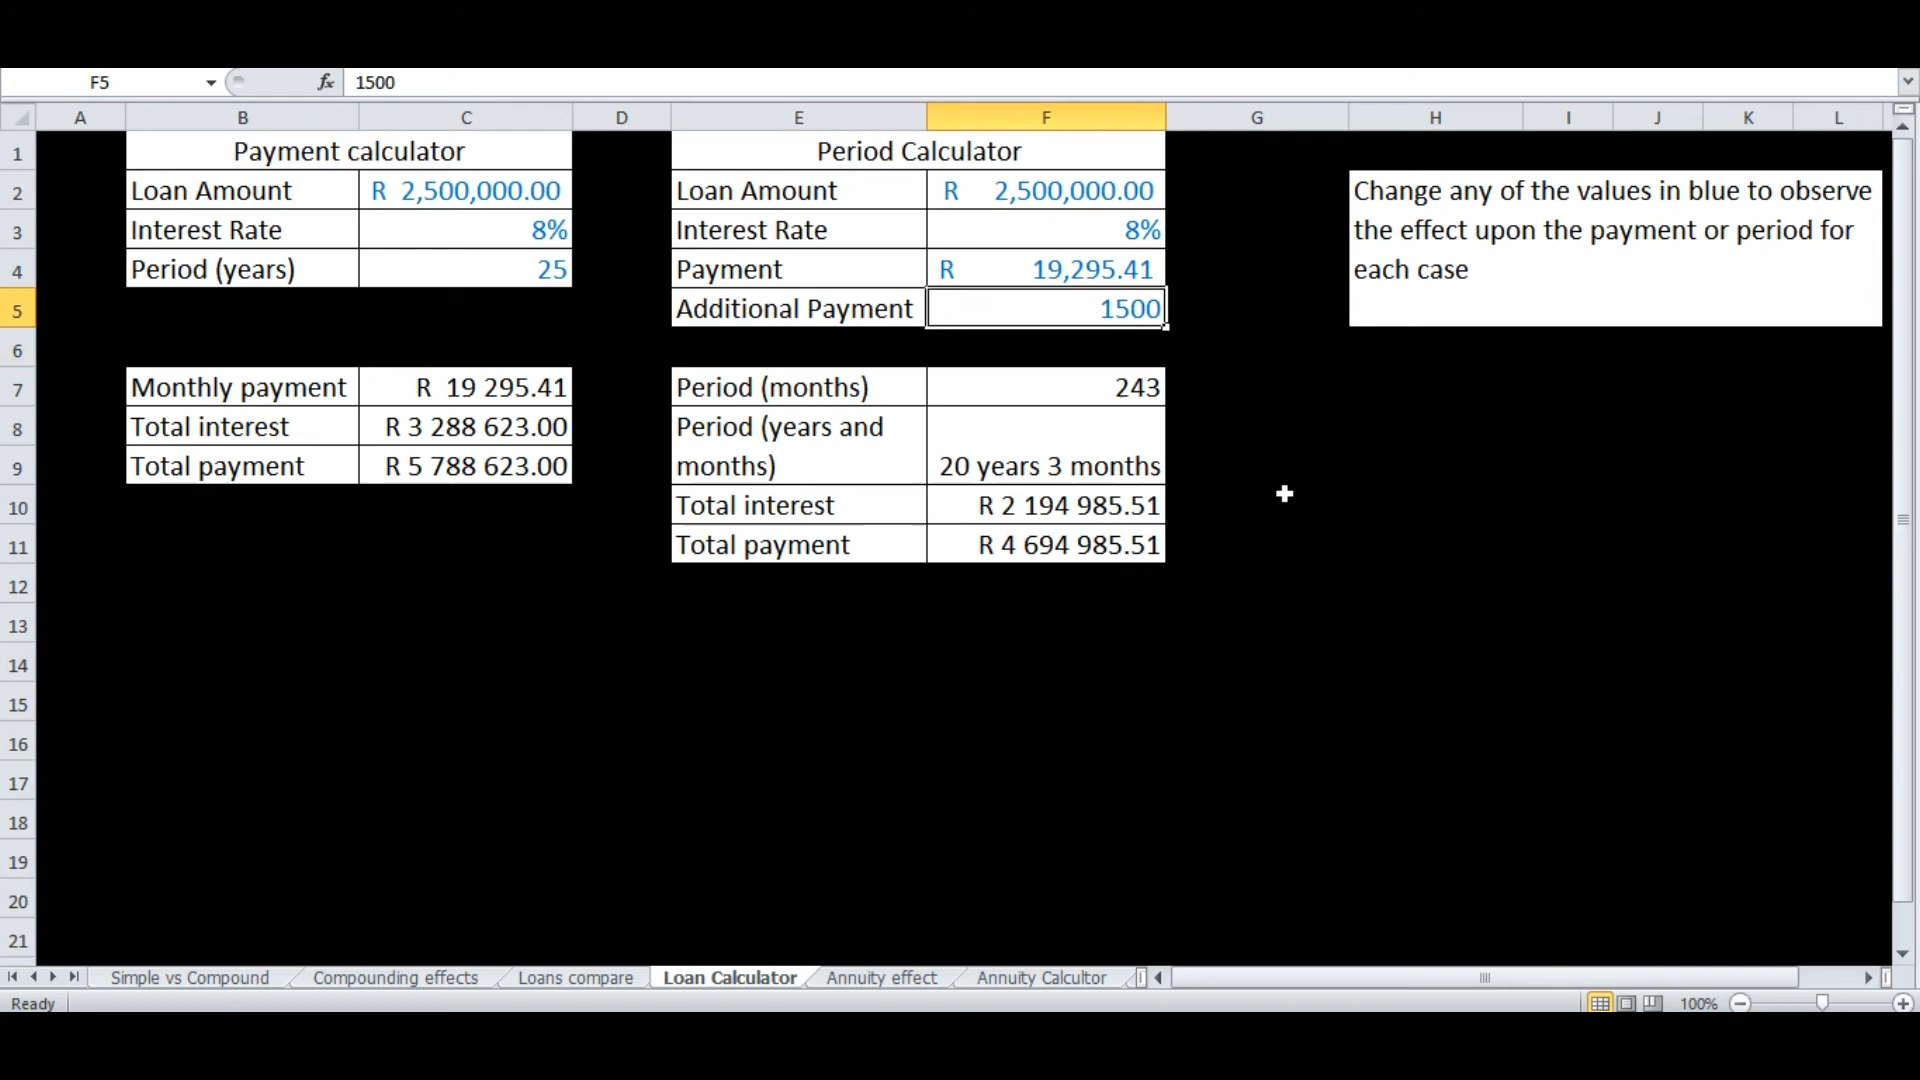 F5 fx 1500
A B C D E F G H I J K L
1 Payment calculator Period Calculator
2 Loan Amount R 2,500,000.00 Loan Amount R 2,500,000.00 Change any of the values in blue to observe
3 Interest Rate 8% Interest Rate 8% the effect upon the payment or period for
4 Period (years) 25 Payment R 19,295.41 each case
5 Additional Payment 1500
6
7 Monthly payment R 19 295.41 Period (months) 243
8 Total interest R 3 288 623.00 Period (years and
9 Total payment R 5 788 623.00 months) 20 years 3 months
10 Total interest R 2 194 985.51
11 Total payment R 4 694 985.51
12
13
14
15
16
17
18
19
20
21
Simple vs Compound Compounding effects Loans compare Loan Calculator Annuity effect Annuity Calcultor
Ready 100%